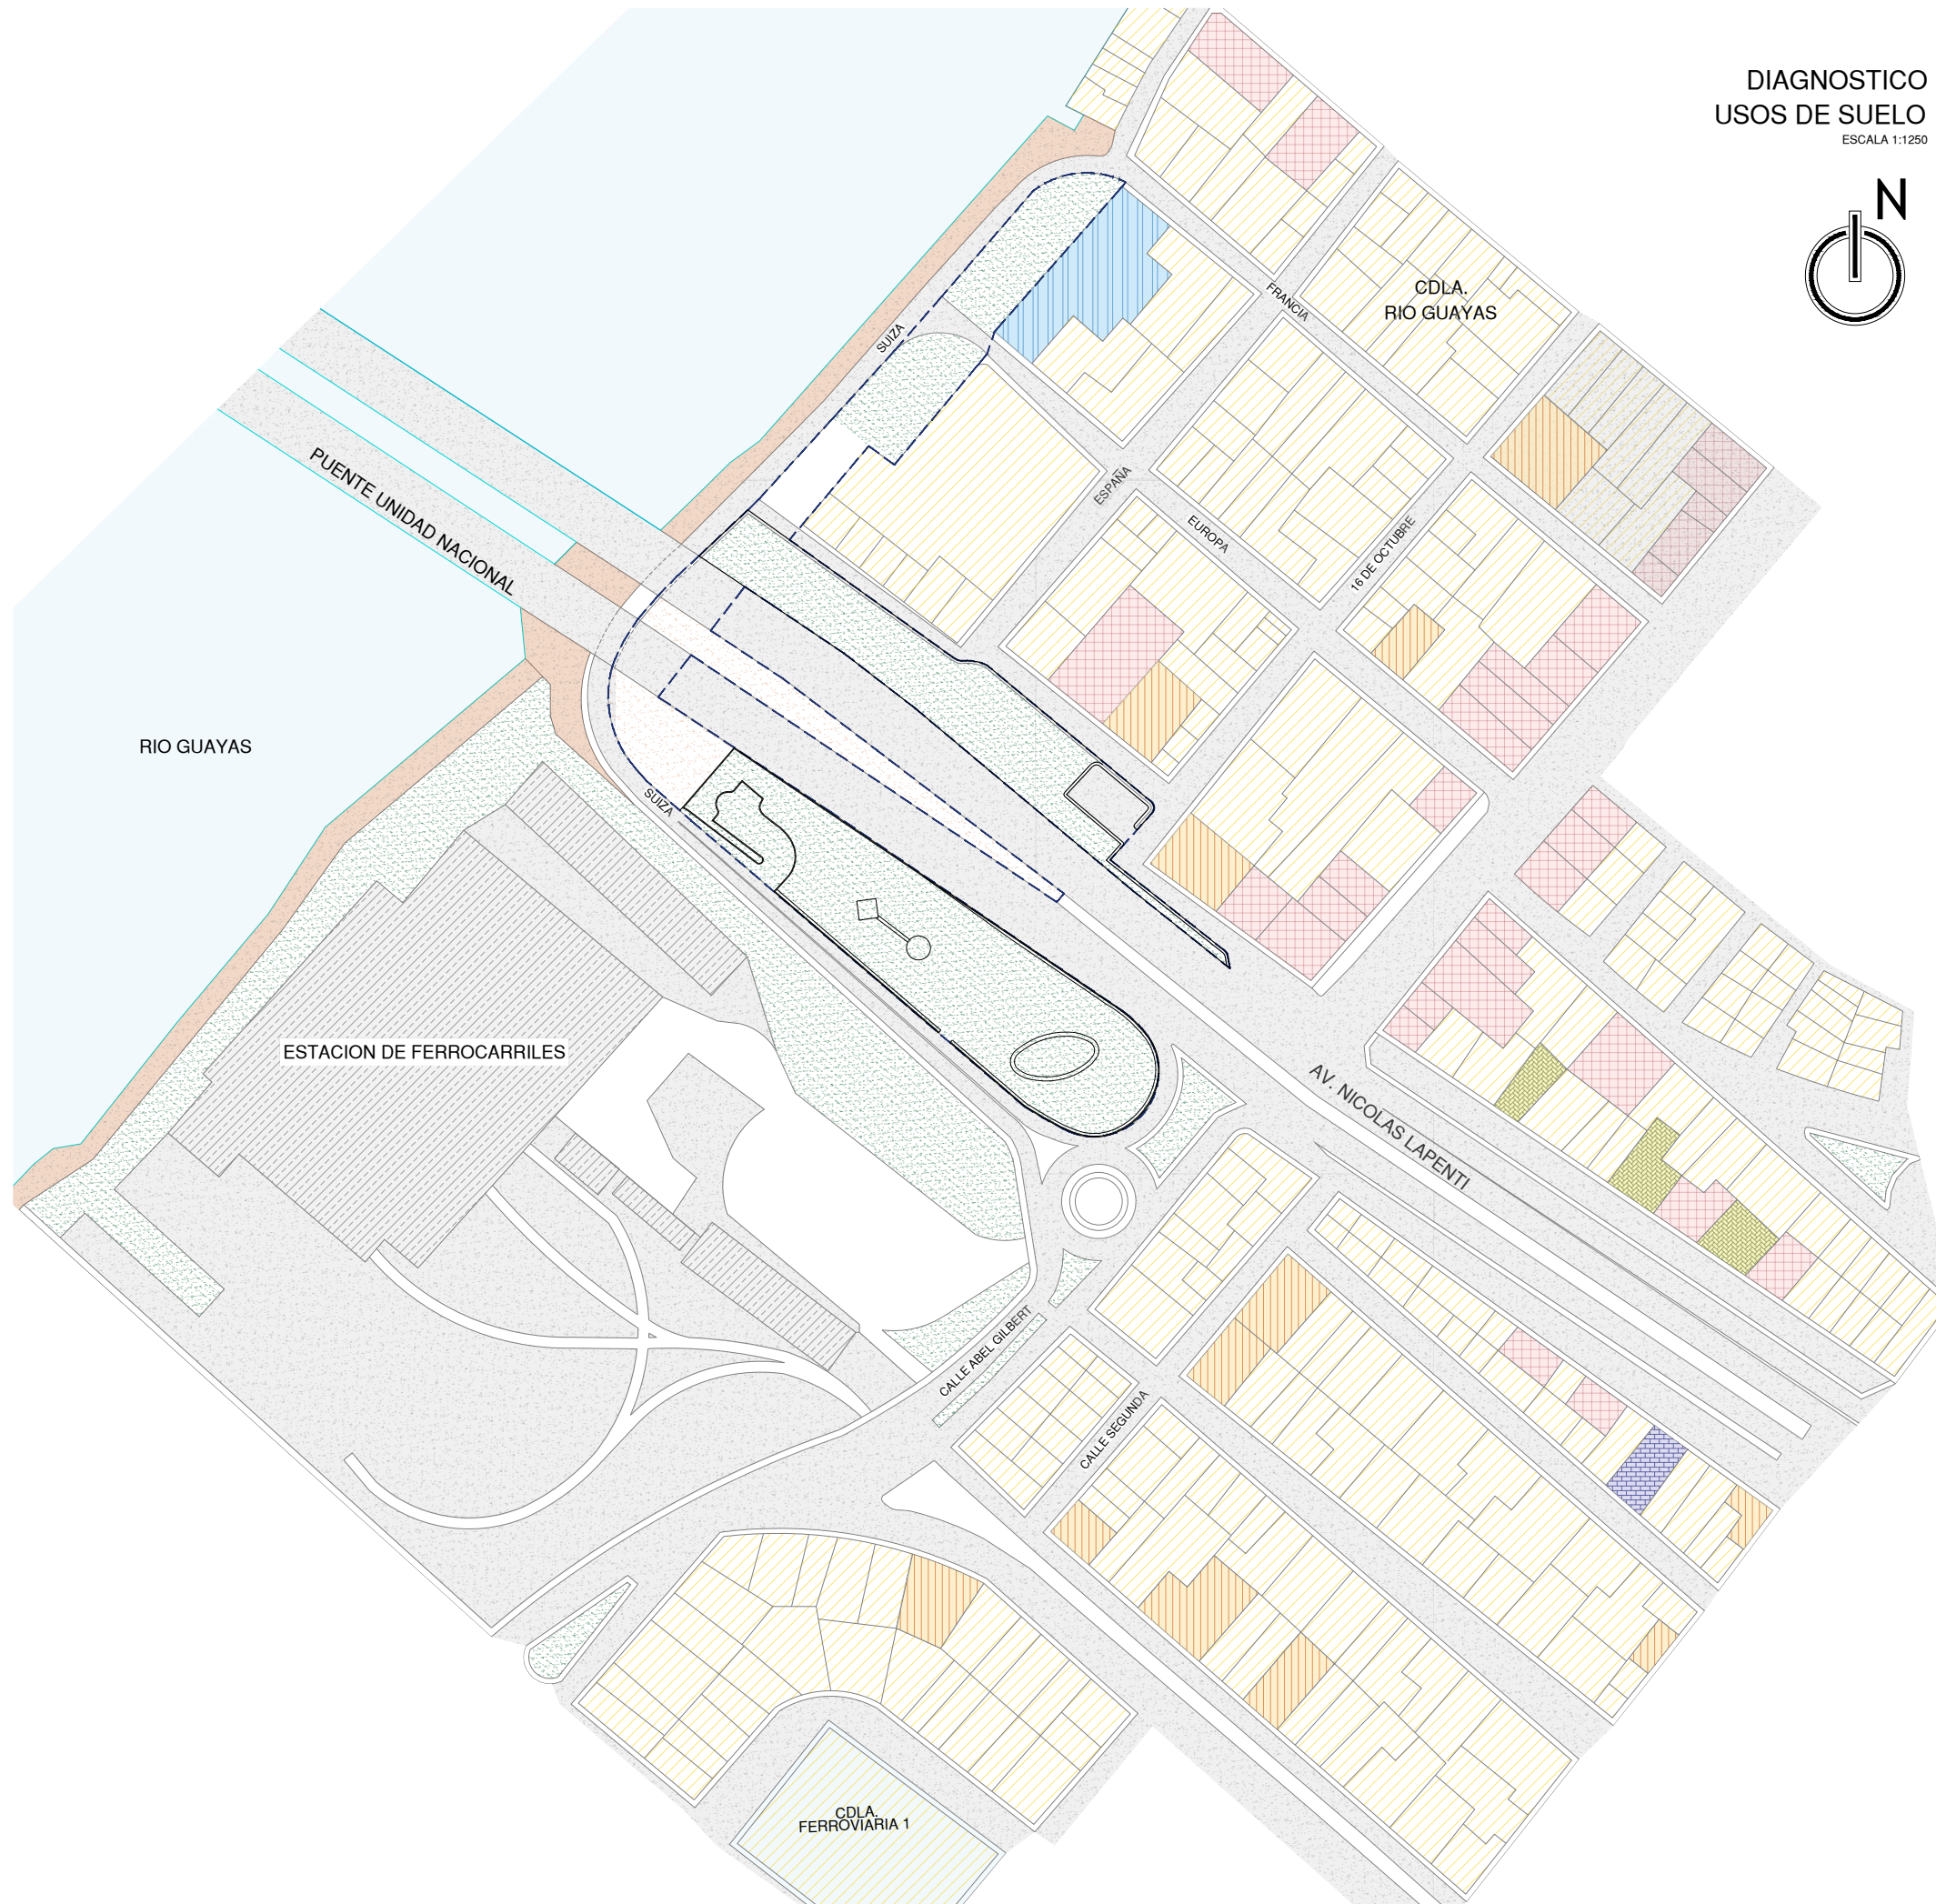 DIAGNOSTICO
USOS DE SUELO
ESCALA 1:1250
N
CDLA.
RIO GUAYAS
FRANCIA
SUIZA
PUENTE UNIDAD NACIONAL
ESPAÑA
EUROPA
16 DE OCTUBRE
RIO GUAYAS
SUIZA
ESTACION DE FERROCARRILES
AV. NICOLAS LAPENTI
CALLE ABEL GILBERT
CALLE SEGUNDA
CDLA.
FERROVIARIA 1